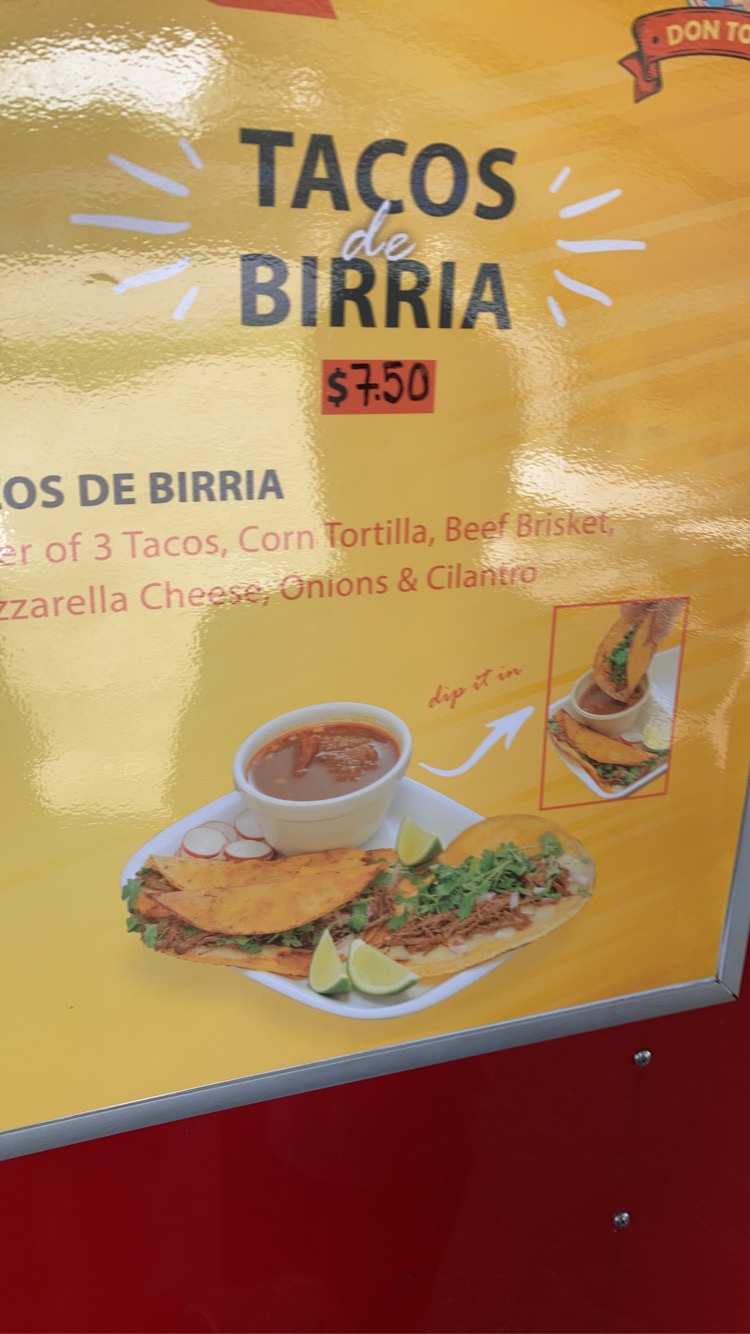 DON TO
TACOS
de
BIRRIA
$7.50
COS DE BIRRIA
er of 3 Tacos, Corn Tortilla, Beef Brisket,
zzarella Cheese, Onions & Cilantro
dip it in